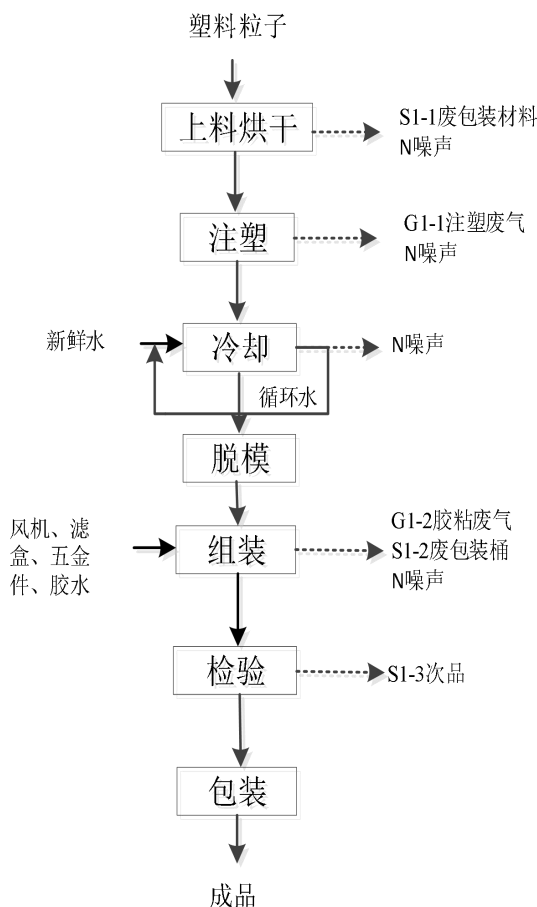 塑料粒子
上料烘干
S1-1废包装材料
N噪声
注塑
G1-1注塑废气
N噪声
新鲜水
冷却
N噪声
循环水
脱模
风机、滤
盒、五金
件、胶水
组装
G1-2胶粘废气
S1-2废包装桶
N噪声
检验
S1-3次品
包装
成品